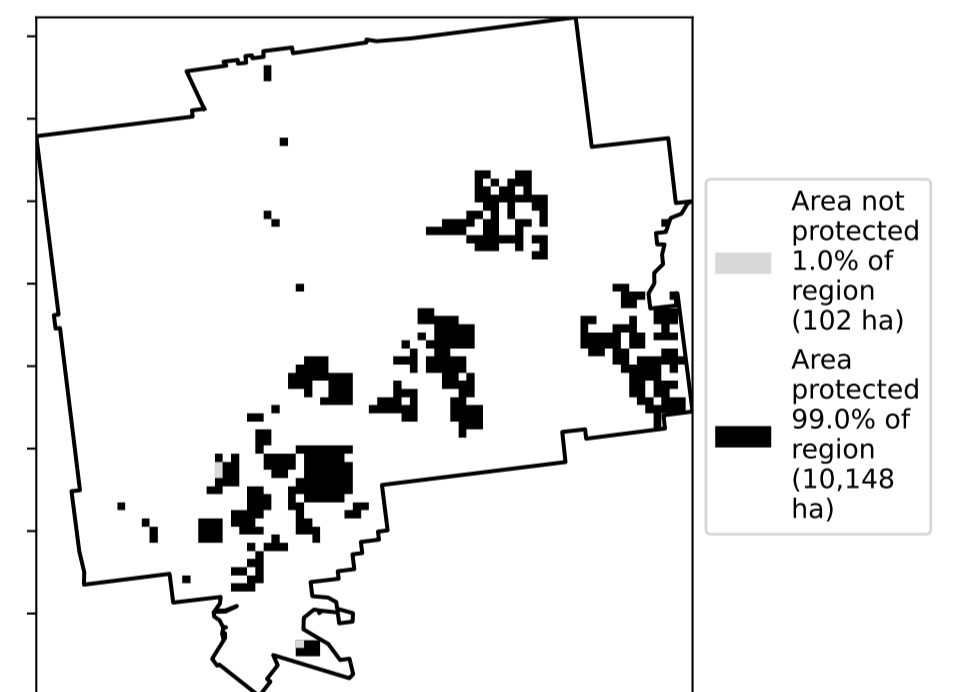 Area not
protected
1.0% of
region
(102 ha)
Area
protected
99.0% of
region
(10,148
ha)